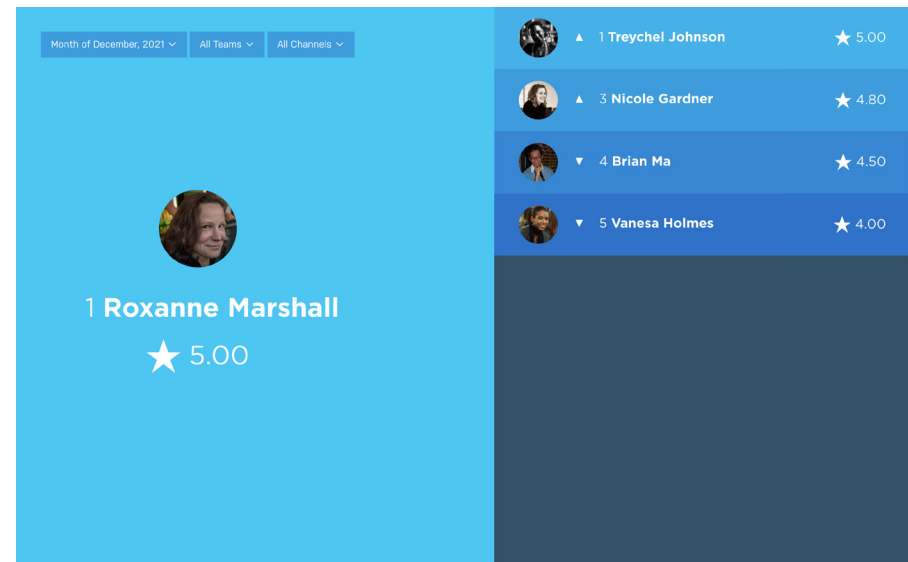 Month of December, 2021
All Teams
All Channels
1 Roxanne Marshall
★ 5.00
▲ 1 Treychel Johnson ★ 5.00
▲ 3 Nicole Gardner ★ 4.80
▼ 4 Brian Ma ★ 4.50
▼ 5 Vanesa Holmes ★ 4.00